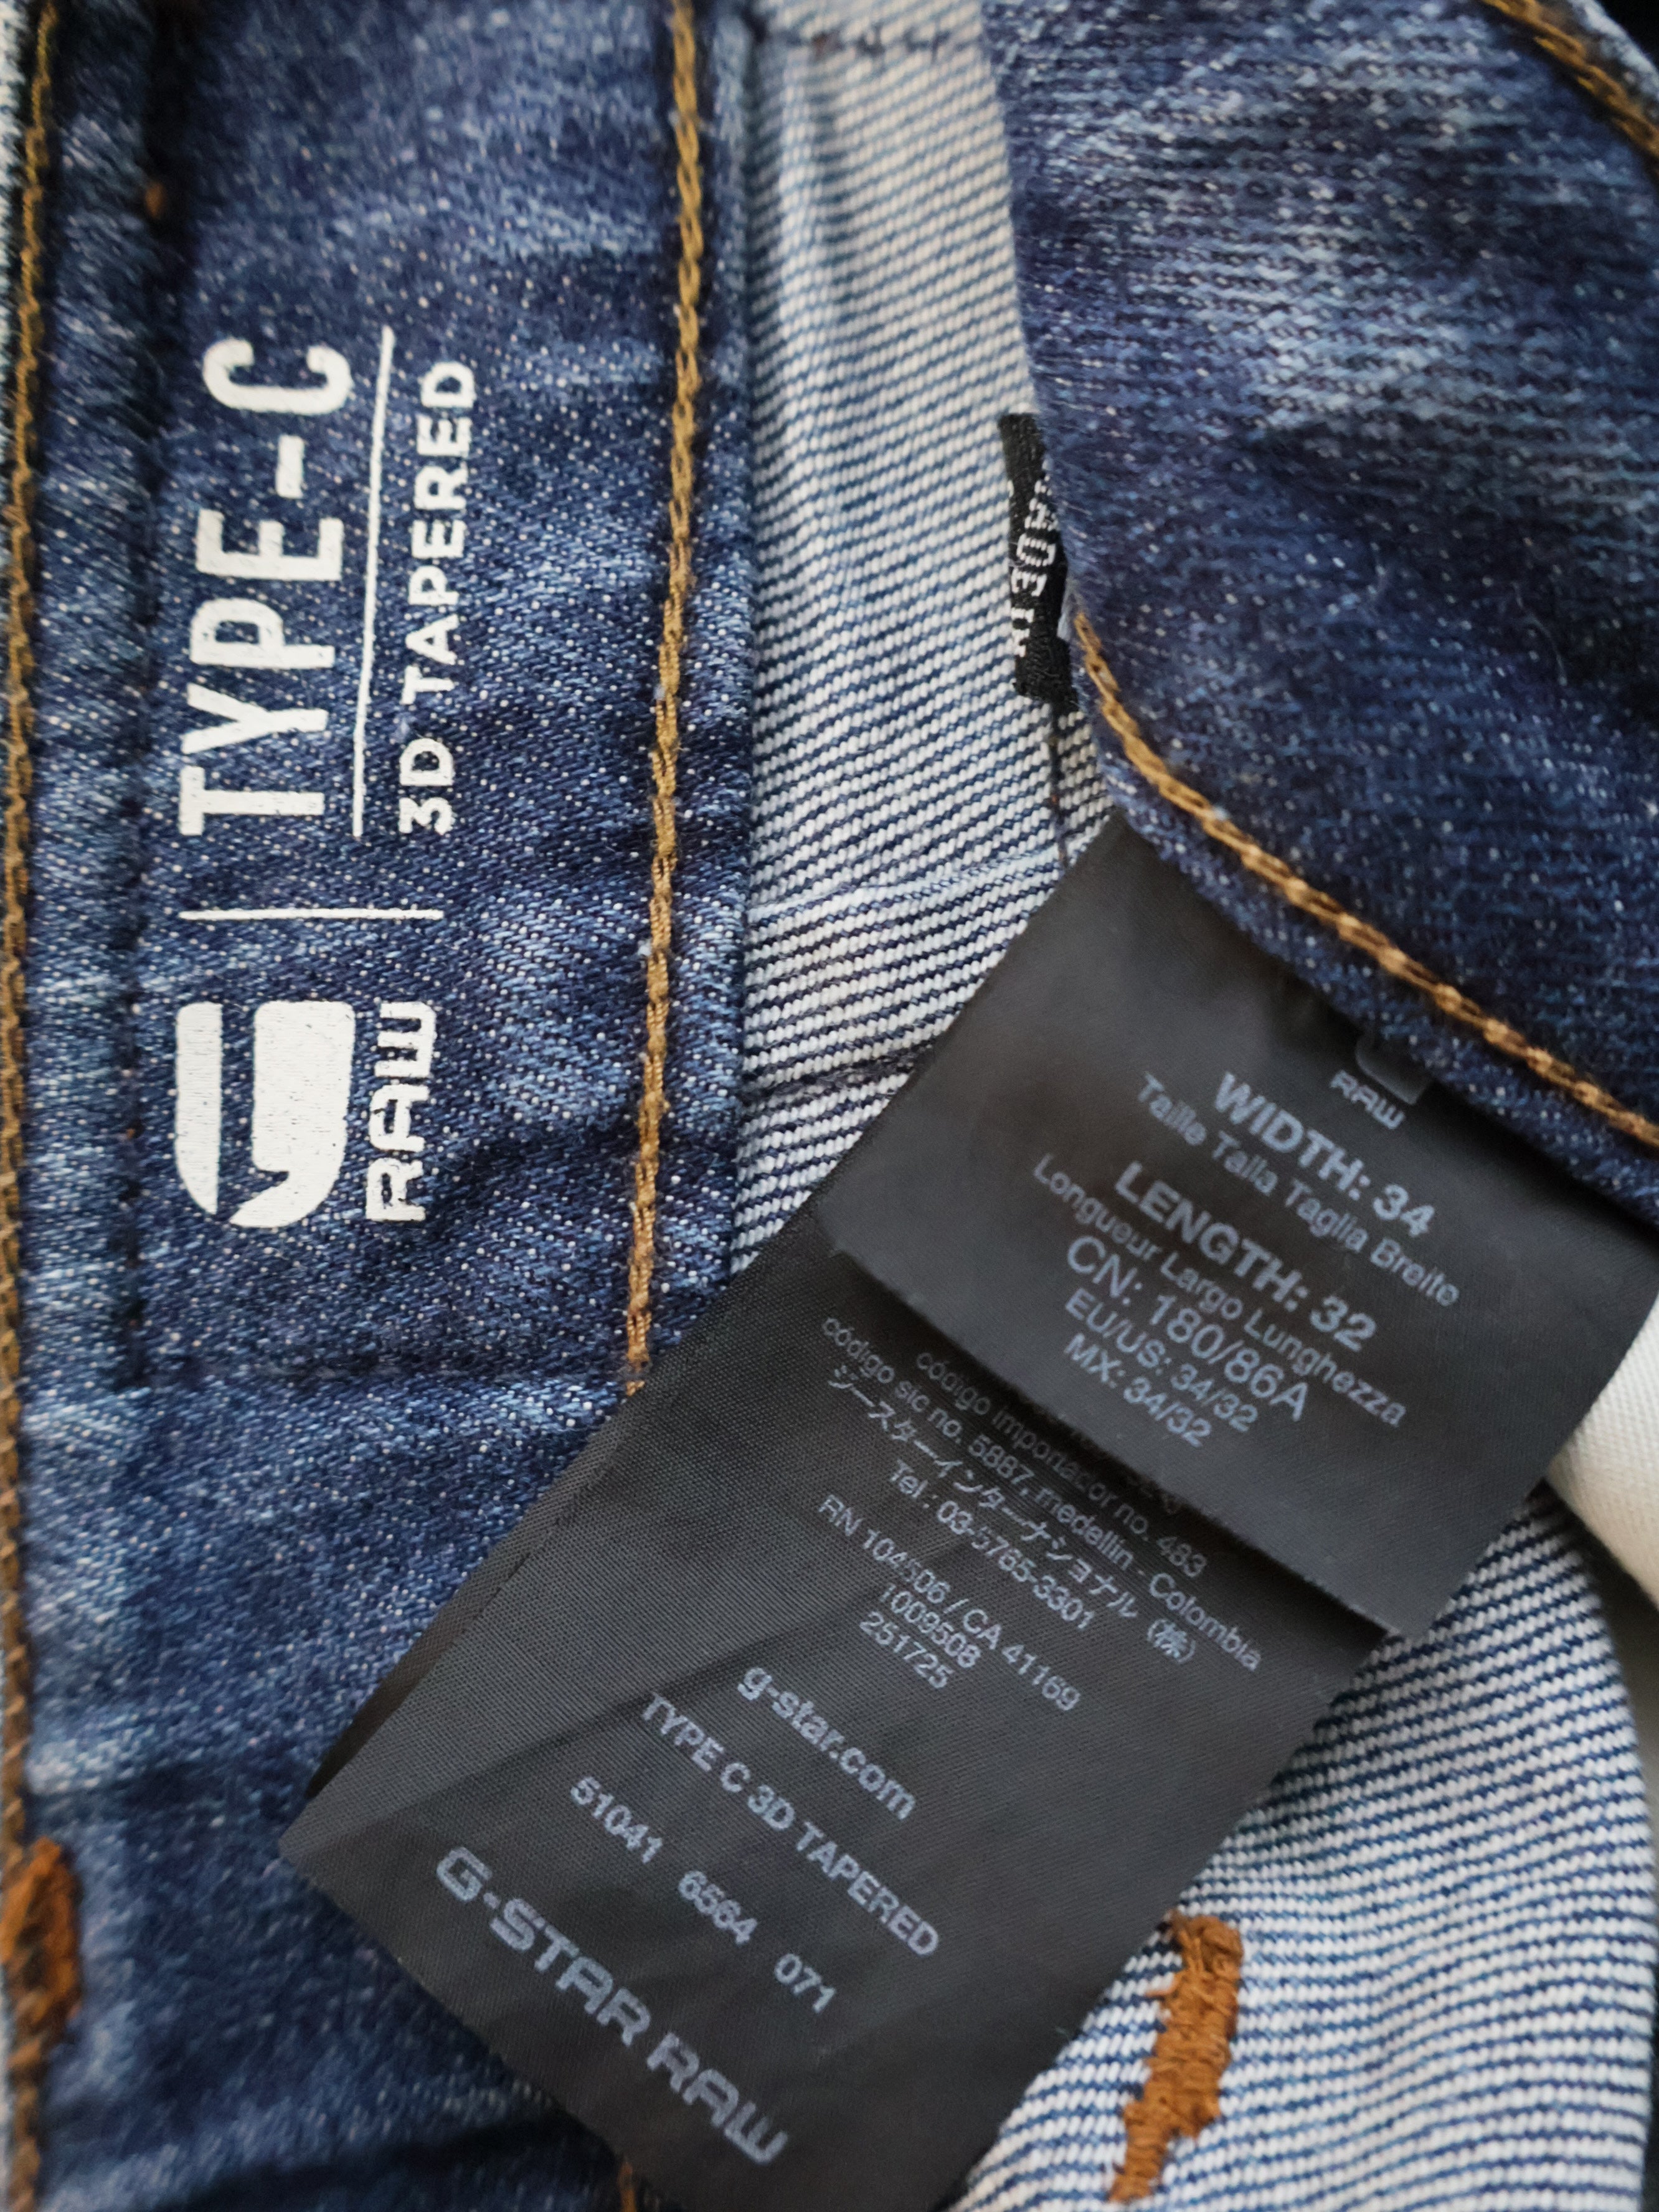 TYPE-C
3D TAPERED
RAW
RAW
WIDTH: 34
Taille Talla Taglia Breite
LENGTH: 32
Longueur Largo Lunghezza
CN: 180/86A
EU/US: 34/32
MX: 34/32
código importador no. 483
código sic no. 5887, medellin - Colombia
ジースターインターナショナル (株)
Tel : 03-5765-3301
RN 104506 / CA 41169
1009508
251725
g-star.com
TYPE C 3D TAPERED
51041 6564 071
G-STAR RAW